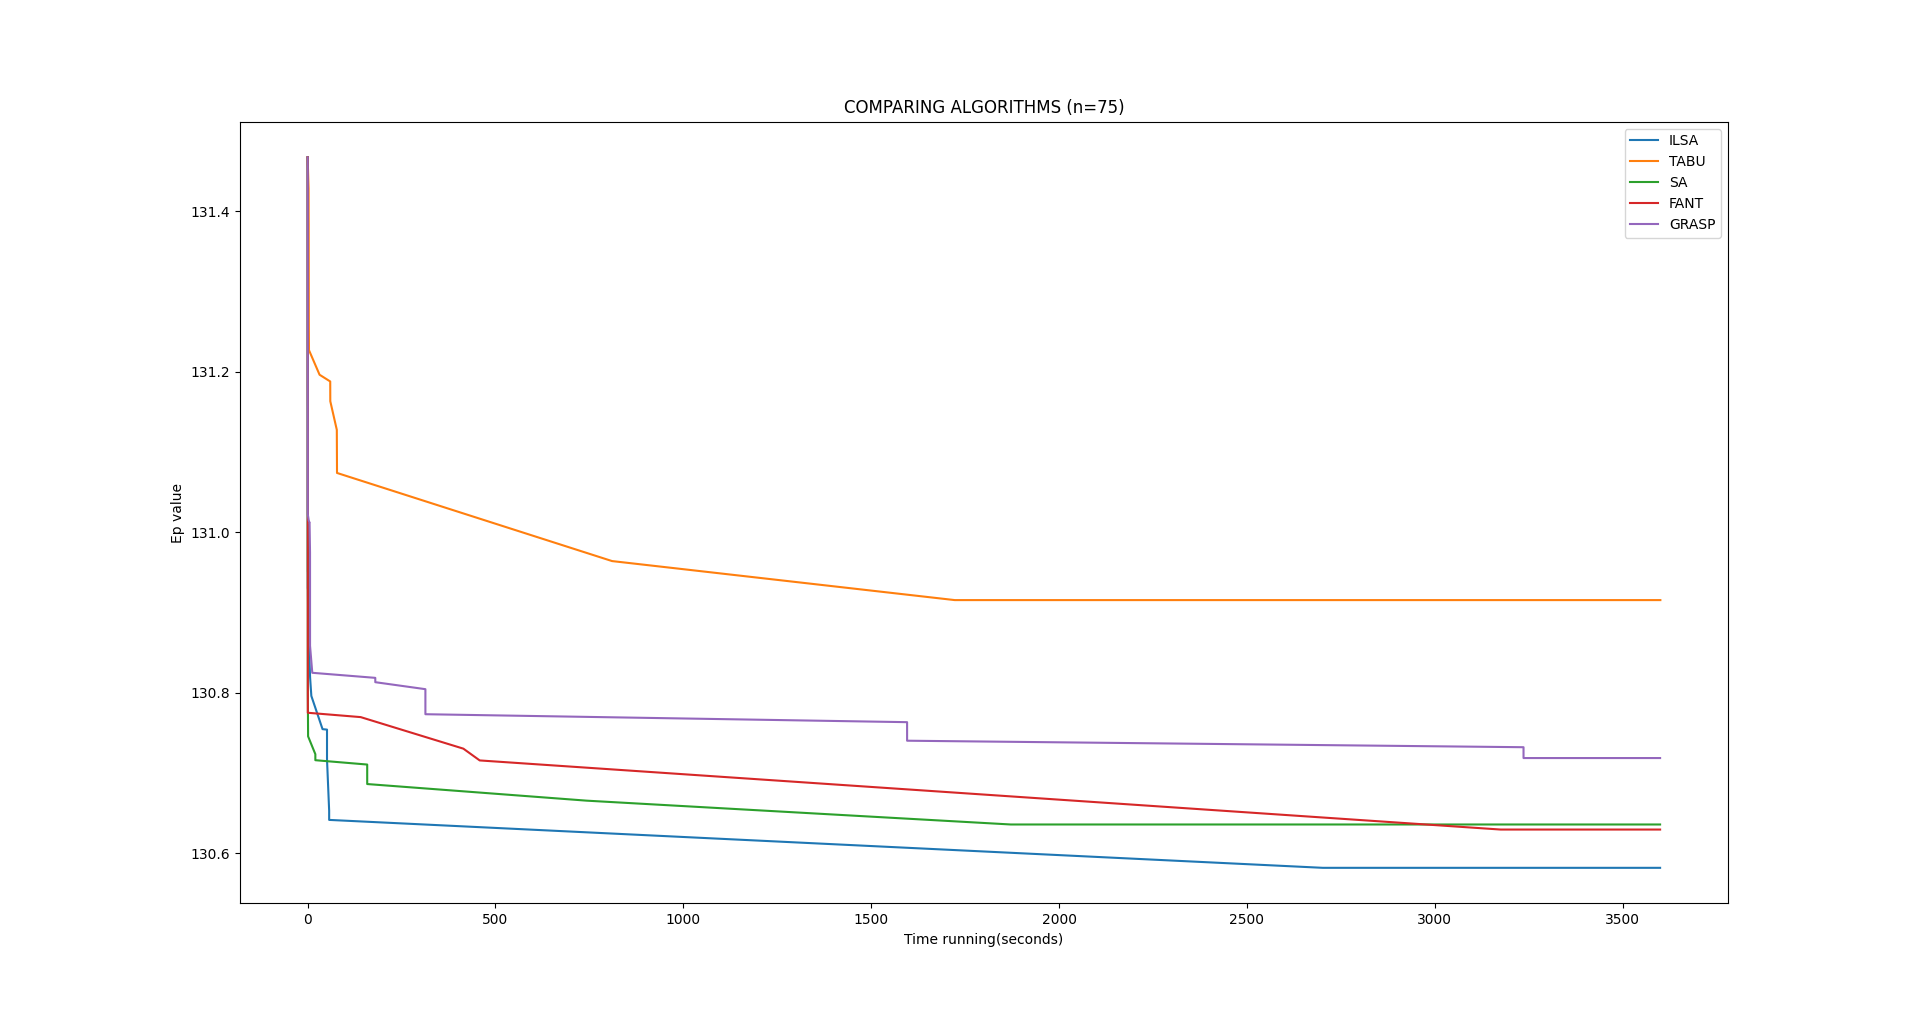 COMPARING ALGORITHMS (n=75)
ILSA
TABU
SA
FANT
GRASP
131.4
131.2
131.0
130.8
130.6
Ep value
0 500 1000 1500 2000 2500 3000 3500
Time running(seconds)